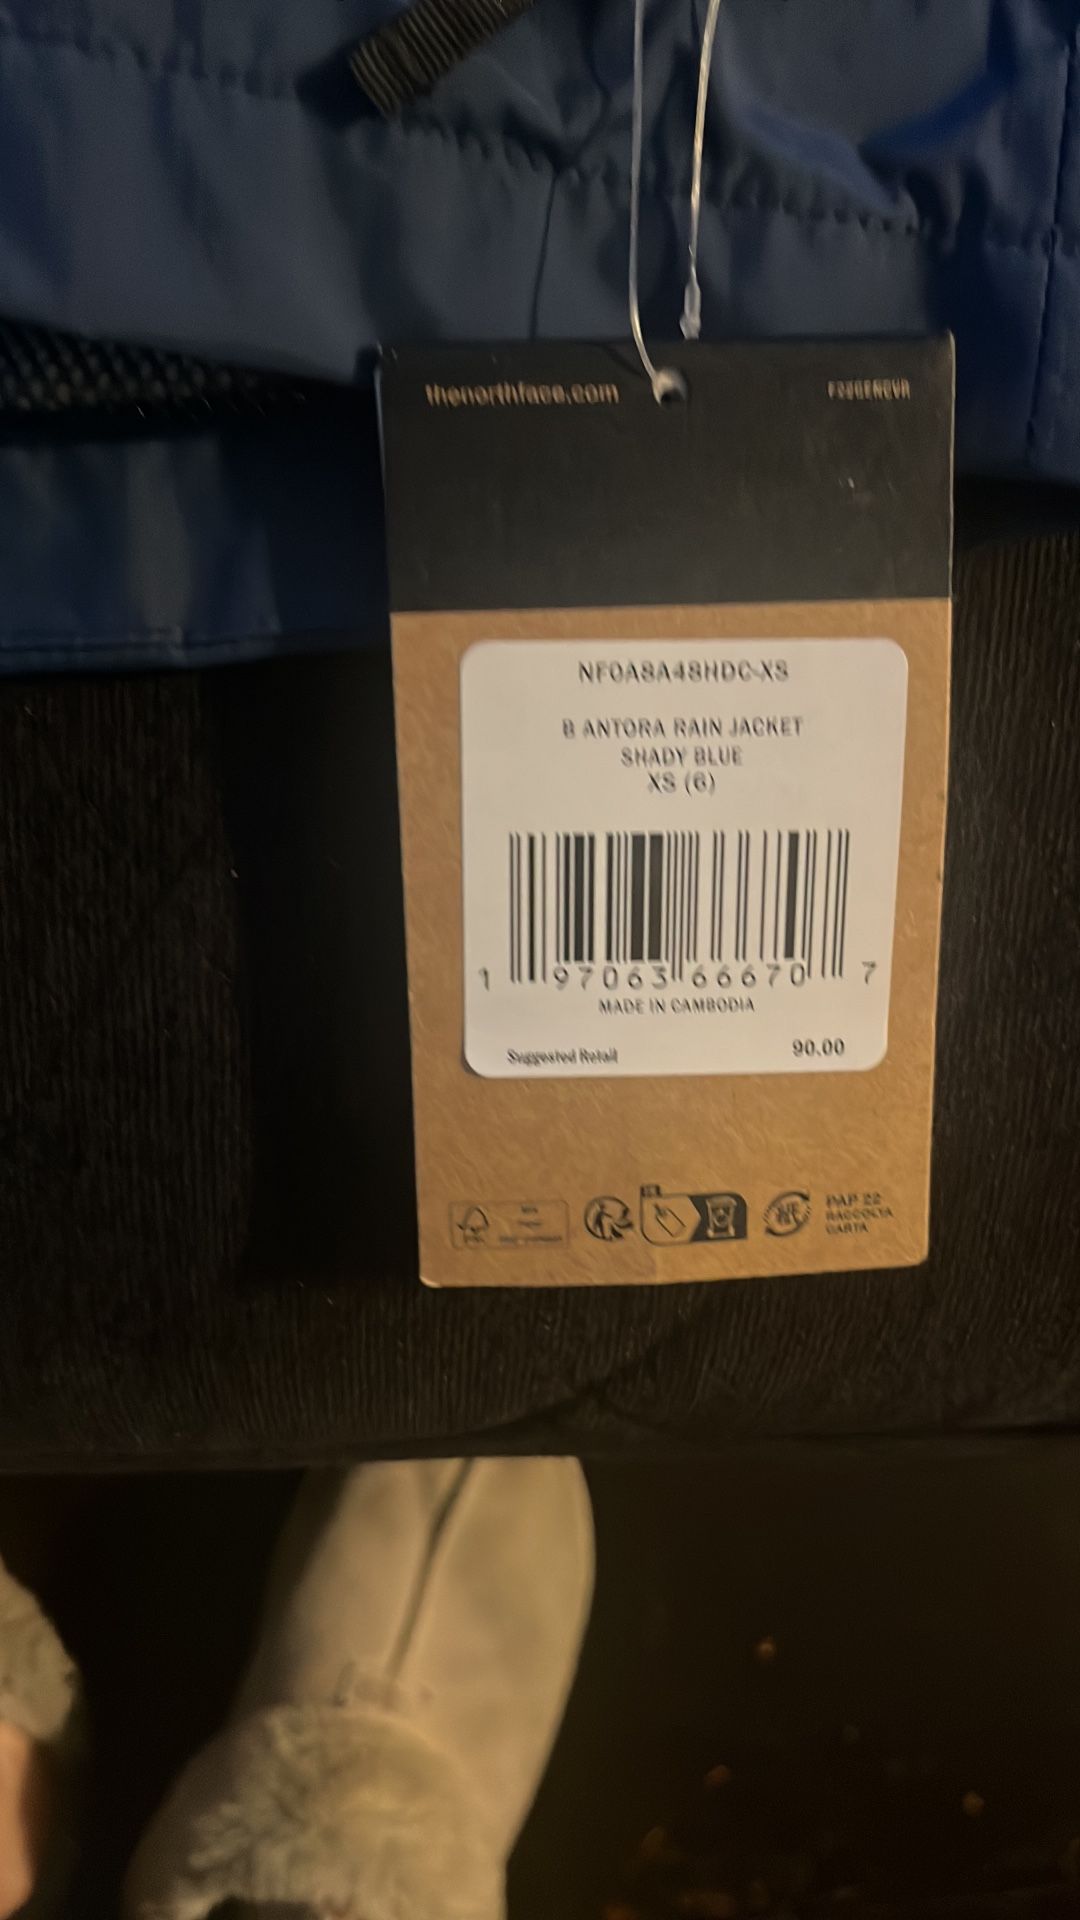 thenorthface.com
NF0A8A48HDC-XS
B ANTORA RAIN JACKET
SHADY BLUE
XS (6)
1 97063 66670 7
MADE IN CAMBODIA
Suggested Retail 90.00
PAP 22
RACCOLTA
CARTA